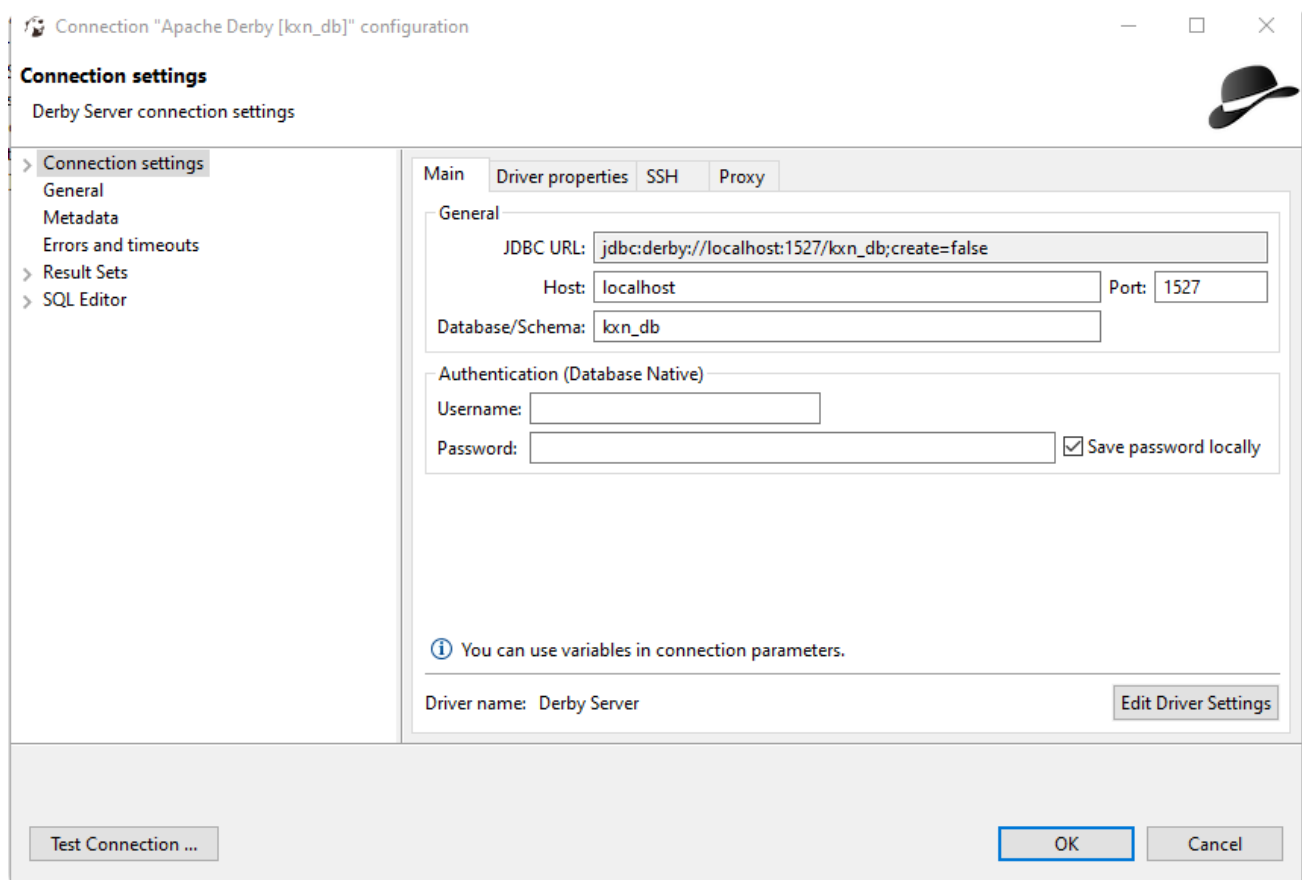 Connection "Apache Derby [kxn_db]" configuration
Connection settings
Derby Server connection settings
Connection settings
General
Metadata
Errors and timeouts
Result Sets
SQL Editor
Main Driver properties SSH Proxy
General
JDBC URL: jdbc:derby://localhost:1527/kxn_db;create=false
Host: localhost Port: 1527
Database/Schema: kxn_db
Authentication (Database Native)
Username:
Password: Save password locally
You can use variables in connection parameters.
Driver name: Derby Server Edit Driver Settings
Test Connection ... OK Cancel